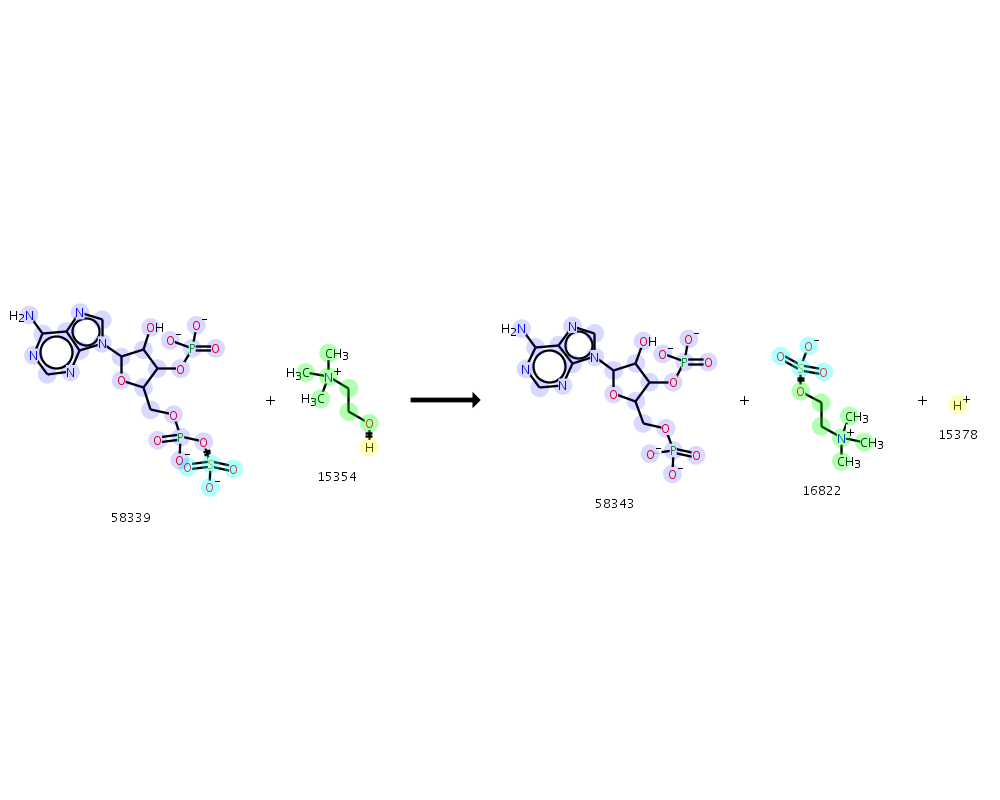 H₂N
N
N
N
N
OH
O⁻
O⁻
P
O
O
O
O
O
P
O
O⁻
O
S
O
O⁻
58339
+
CH₃
H₃C
N⁺
H₃C
O
H
15354
H₂N
N
N
N
N
OH
O⁻
O⁻
P
O
O
O
O
O⁻
P
O
O⁻
58343
+
O⁻
O
S
O
O
CH₃
N⁺
CH₃
CH₃
16822
+
H⁺
15378